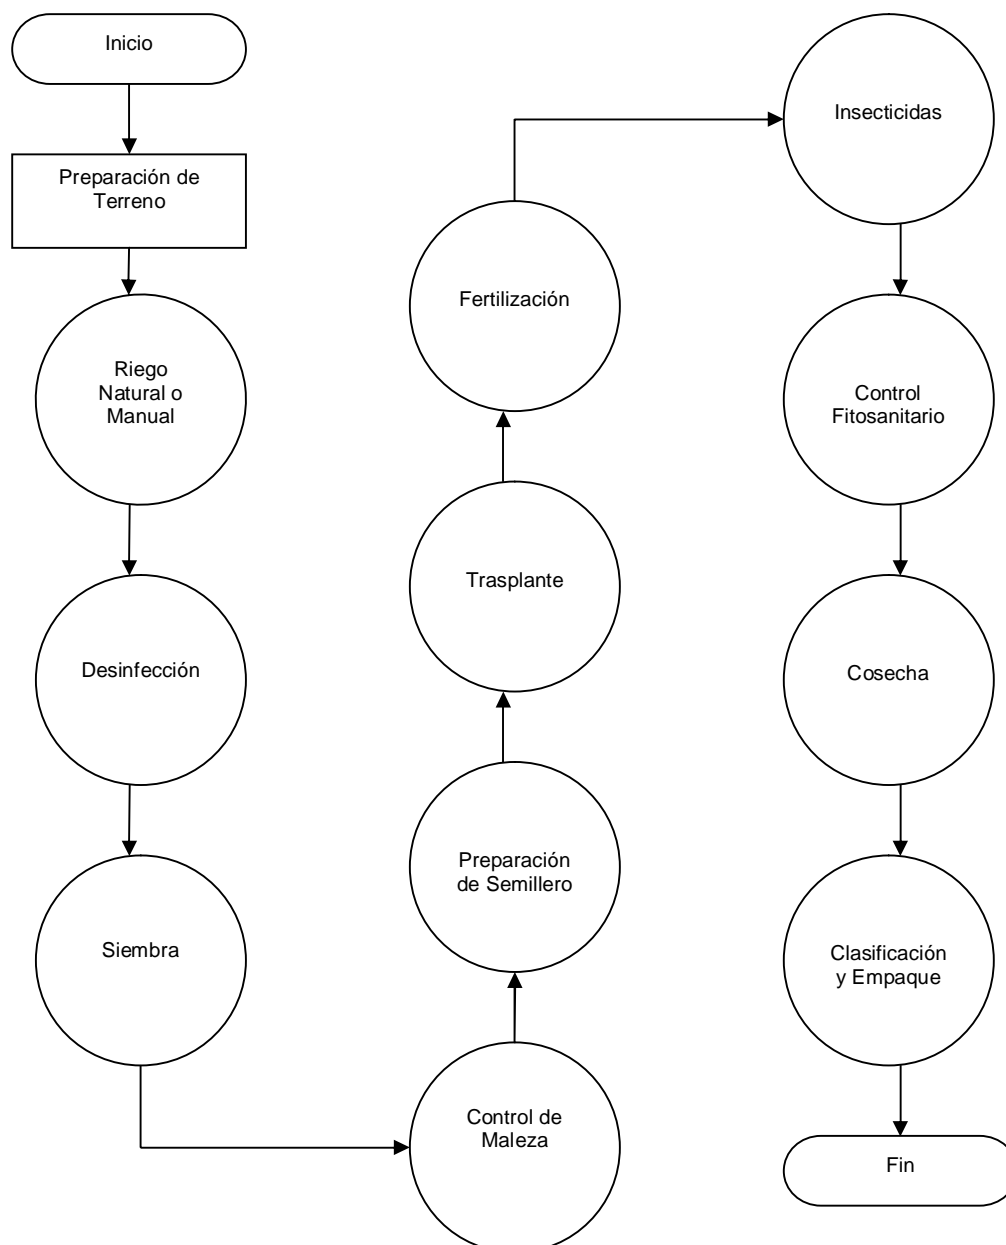 Inicio
Preparación de
Terreno
Riego
Natural o
Manual
Desinfección
Siembra
Control de
Maleza
Preparación
de Semillero
Trasplante
Fertilización
Insecticidas
Control
Fitosanitario
Cosecha
Clasificación
y Empaque
Fin